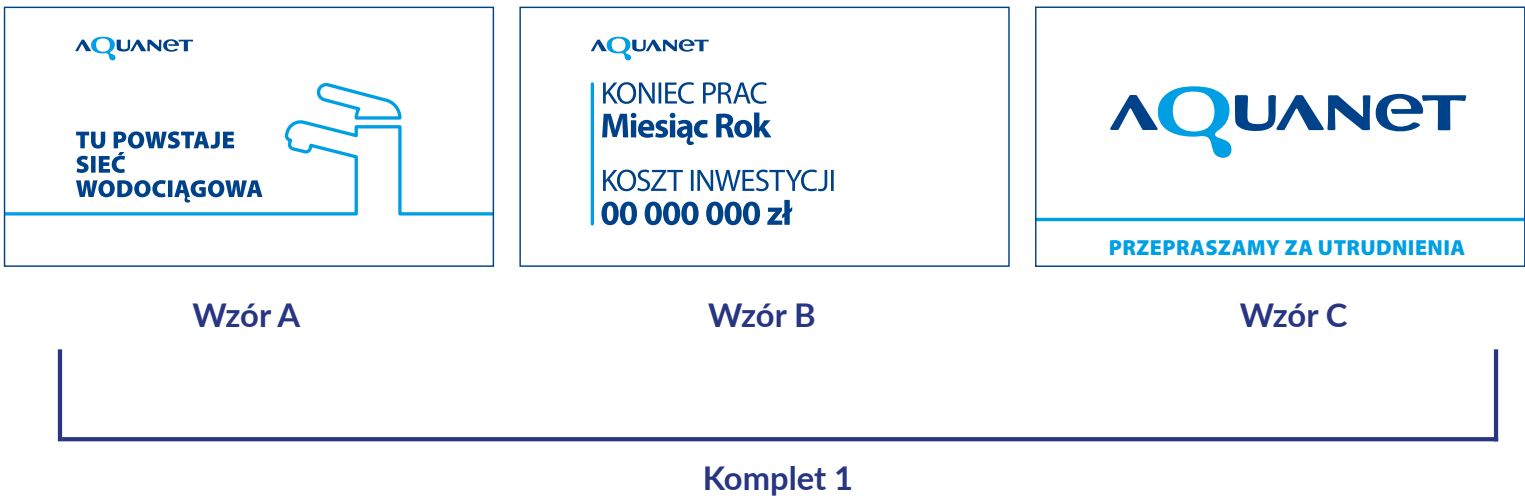 AQUANET
TU POWSTAJE
SIEĆ
WODOCIĄGOWA
AQUANET
KONIEC PRAC
Miesiąc Rok
KOSZT INWESTYCJI
00 000 000 zł
AQUANET
PRZEPRASZAMY ZA UTRUDNIENIA
Wzór A
Wzór B
Wzór C
Komplet 1